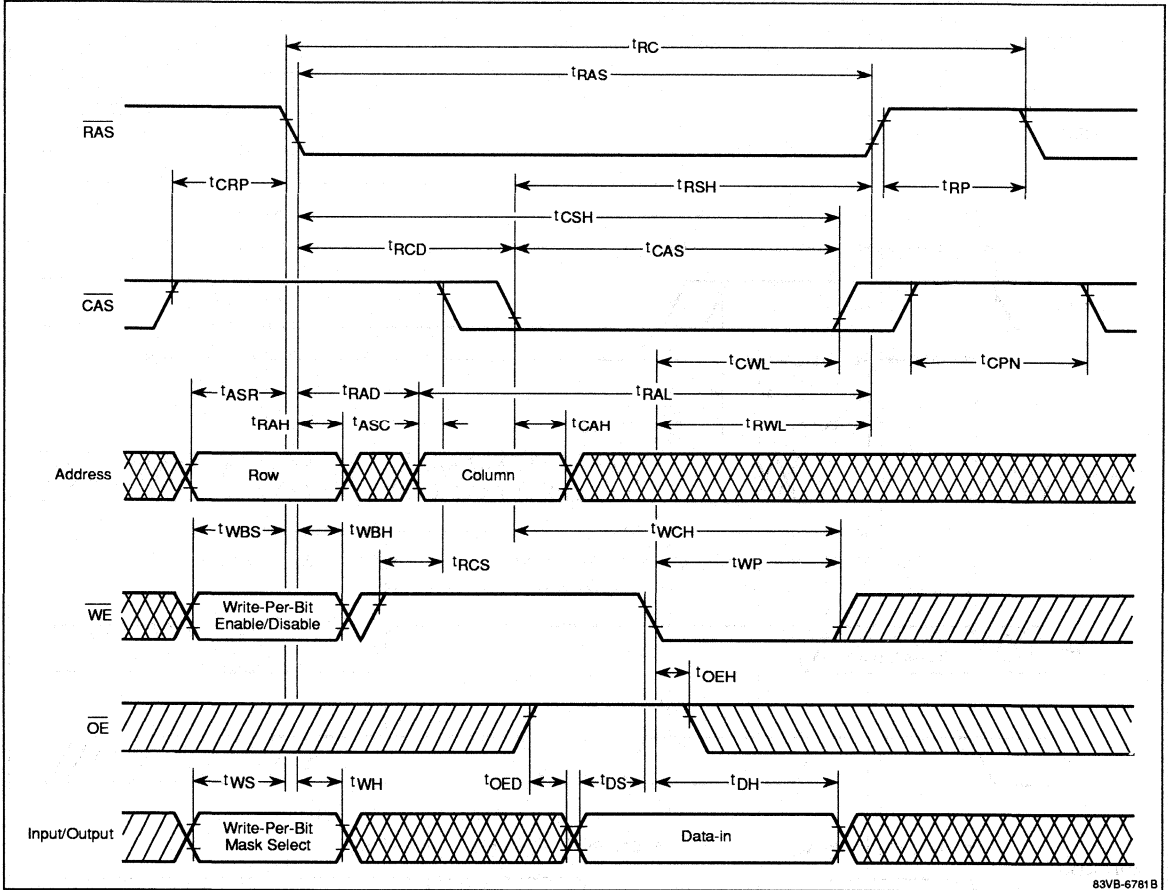 tRC
tRAS
RAS
tCRP
tRSH
tRP
tCSH
tRCD
tCAS
CAS
tCWL
tCPN
tASR
tRAD
tRAL
tRAH
tASC
tCAH
tRWL
Address
Row
Column
tWBS
tWBH
tWCH
tRCS
tWP
WE
Write-Per-Bit
Enable/Disable
tOEH
OE
tWS
tWH
tOED
tDS
tDH
Input/Output
Write-Per-Bit
Mask Select
Data-in
83VB-6781B